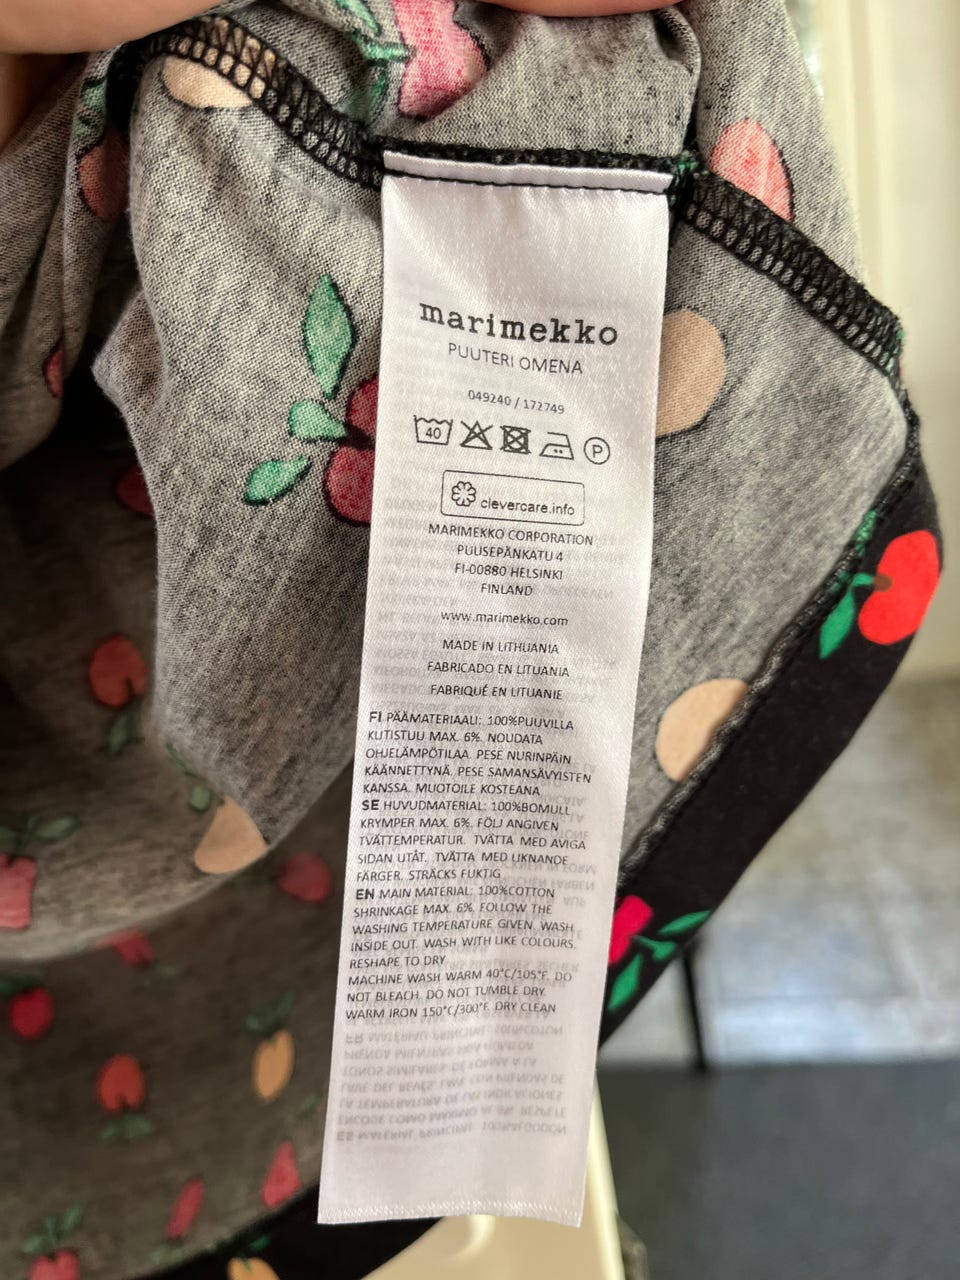 marimekko
PUUTERI OMENA
049240 / 172749
40 P
clevercare.info
MARIMEKKO CORPORATION
PUUSEPÄNKATU 4
FI-00880 HELSINKI
FINLAND
www.marimekko.com
MADE IN LITHUANIA
FABRICADO EN LITUANIA
FABRIQUÉ EN LITUANIE
FI PÄÄMATERIAALI: 100%PUUVILLA
KUTISTUU MAX. 6%. NOUDATA
OHJELÄMPÖTILAA. PESE NURINPÄIN
KÄÄNNETTYNÄ. PESE SAMANSÄVYISTEN
KANSSA. MUOTOILE KOSTEANA
SE HUVUDMATERIAL: 100%BOMULL
KRYMPER MAX. 6%. FÖLJ ANGIVEN
TVÄTTEMPERATUR. TVÄTTA MED AVIGA
SIDAN UTÅT. TVÄTTA MED LIKNANDE
FÄRGER. STRÄCKS FUKTIG
EN MAIN MATERIAL: 100%COTTON
SHRINKAGE MAX. 6%. FOLLOW THE
WASHING TEMPERATURE GIVEN. WASH
INSIDE OUT. WASH WITH LIKE COLOURS.
RESHAPE TO DRY
MACHINE WASH WARM 40°C/105°F. DO
NOT BLEACH. DO NOT TUMBLE DRY
WARM IRON 150°C/300°F. DRY CLEAN